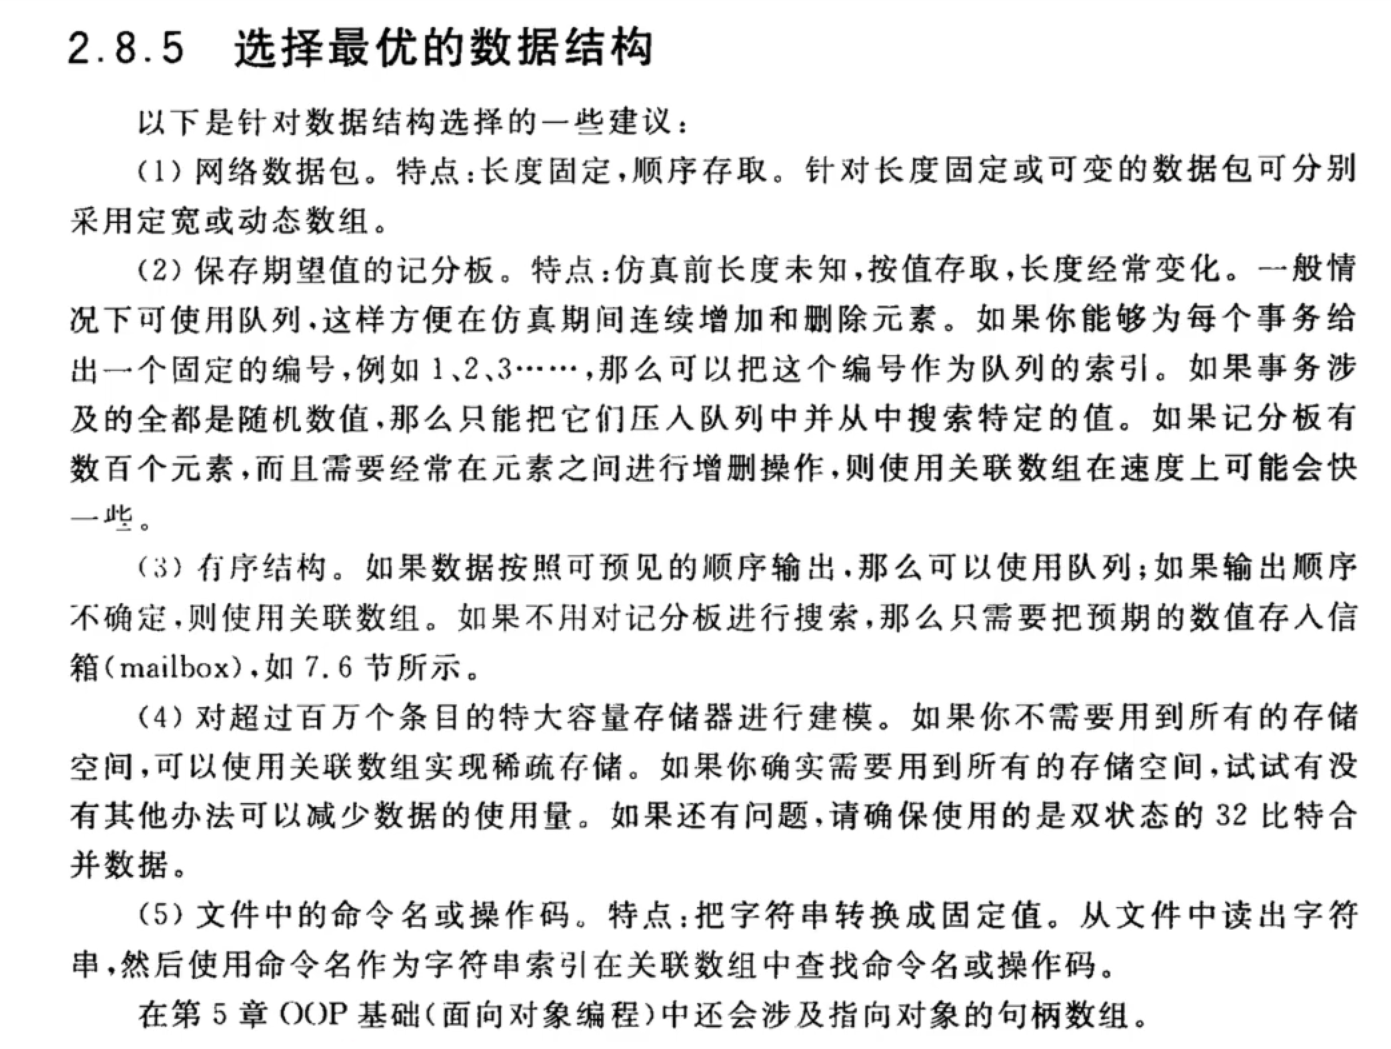 2.8.5 选择最优的数据结构
以下是针对数据结构选择的一些建议：
(1) 网络数据包。特点：长度固定，顺序存取。针对长度固定或可变的数据包可分别
采用定宽或动态数组。
(2) 保存期望值的记分板。特点：仿真前长度未知，按值存取，长度经常变化。一般情
况下可使用队列，这样方便在仿真期间连续增加和删除元素。如果你能够为每个事务给
出一个固定的编号，例如 1、2、3……，那么可以把这个编号作为队列的索引。如果事务涉
及的全都是随机数值，那么只能把它们压入队列中并从中搜索特定的值。如果记分板有
数百个元素，而且需要经常在元素之间进行增删操作，则使用关联数组在速度上可能会快
一些。
(3) 有序结构。如果数据按照可预见的顺序输出，那么可以使用队列；如果输出顺序
不确定，则使用关联数组。如果不用对记分板进行搜索，那么只需要把预期的数值存入信
箱(mailbox)，如 7.6 节所示。
(4) 对超过百万个条目的特大容量存储器进行建模。如果你不需要用到所有的存储
空间，可以使用关联数组实现稀疏存储。如果你确实需要用到所有的存储空间，试试有没
有其他办法可以减少数据的使用量。如果还有问题，请确保使用的是双状态的 32 比特合
并数据。
(5) 文件中的命令名或操作码。特点：把字符串转换成固定值。从文件中读出字符
串，然后使用命令名作为字符串索引在关联数组中查找命令名或操作码。
在第 5 章 OOP 基础(面向对象编程)中还会涉及指向对象的句柄数组。